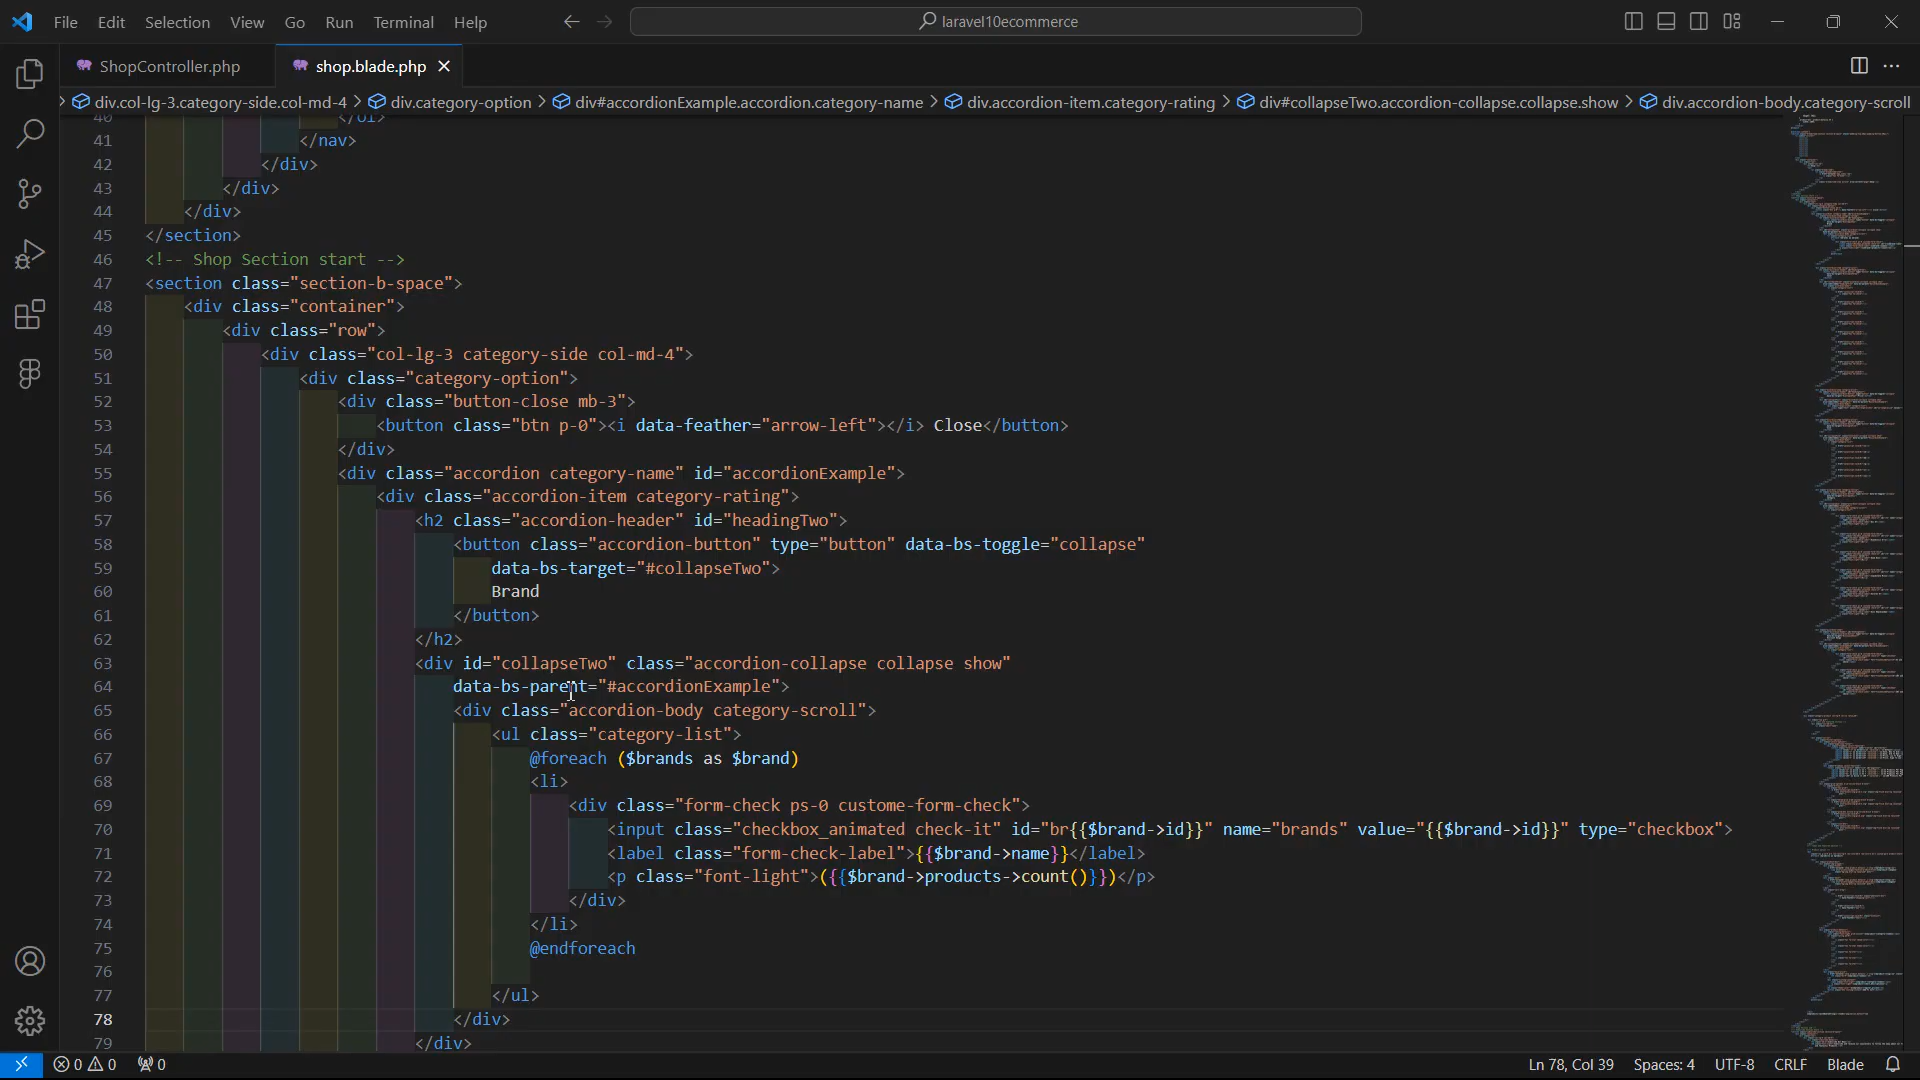 File Edit Selection View Go Run Terminal Help laravel10ecommerce
ShopController.php shop.blade.php
div.col-lg-3.category-side.col-md-4 > div.category-option > div#accordionExample.accordion.category-name > div.accordion-item.category-rating > div#collapseTwo.accordion-collapse.collapse.show > div.accordion-body.category-scroll
40 </ol>
41 </nav>
42 </div>
43 </div>
44 </div>
45 </section>
46 <!-- Shop Section start -->
47 <section class="section-b-space">
48 <div class="container">
49 <div class="row">
50 <div class="col-lg-3 category-side col-md-4">
51 <div class="category-option">
52 <div class="button-close mb-3">
53 <button class="btn p-0"><i data-feather="arrow-left"></i> Close</button>
54 </div>
55 <div class="accordion category-name" id="accordionExample">
56 <div class="accordion-item category-rating">
57 <h2 class="accordion-header" id="headingTwo">
58 <button class="accordion-button" type="button" data-bs-toggle="collapse"
59 data-bs-target="#collapseTwo">
60 Brand
61 </button>
62 </h2>
63 <div id="collapseTwo" class="accordion-collapse collapse show"
64 data-bs-parent="#accordionExample">
65 <div class="accordion-body category-scroll">
66 <ul class="category-list">
67 @foreach ($brands as $brand)
68 <li>
69 <div class="form-check ps-0 custome-form-check">
70 <input class="checkbox_animated check-it" id="br{{$brand->id}}" name="brands" value="{{$brand->id}}" type="checkbox">
71 <label class="form-check-label">{{$brand->name}}</label>
72 <p class="font-light">({{$brand->products->count()}})</p>
73 </div>
74 </li>
75 @endforeach
76
77 </ul>
78 </div>
79 </div>
0 0 0 Ln 78, Col 39 Spaces: 4 UTF-8 CRLF Blade